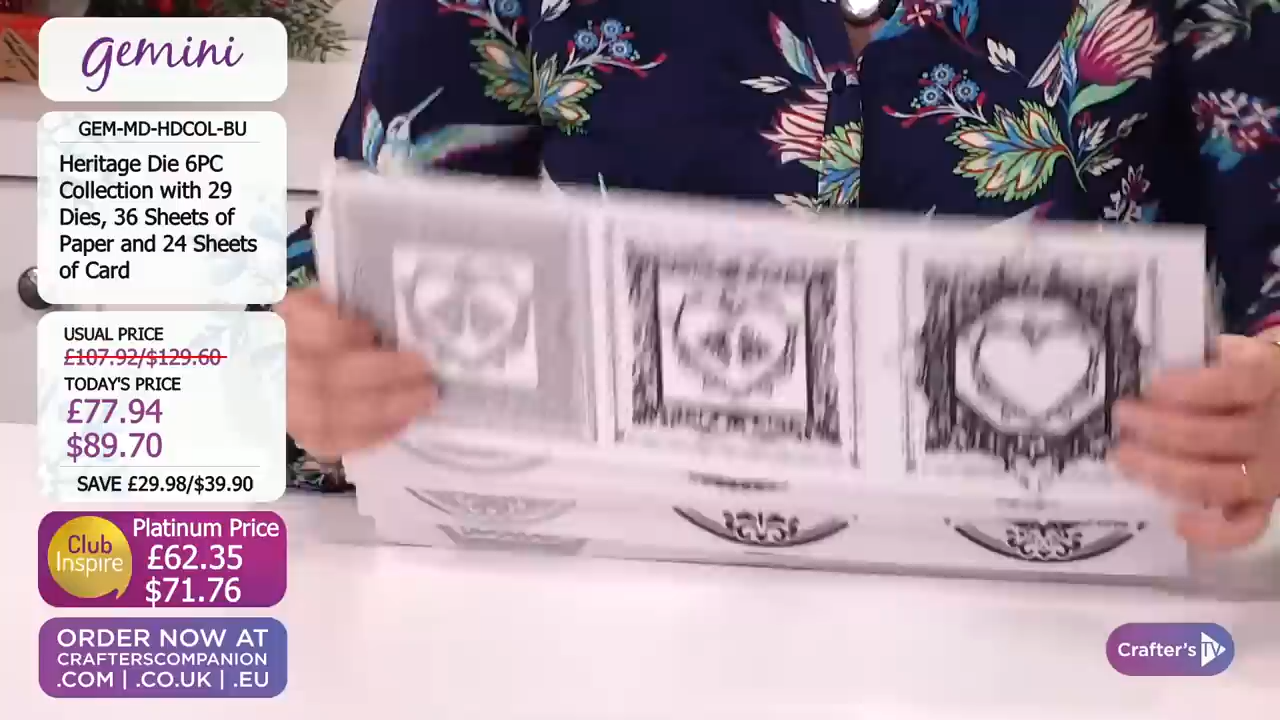 gemini
GEM-MD-HDCOL-BU
Heritage Die 6PC
Collection with 29
Dies, 36 Sheets of
Paper and 24 Sheets
of Card
USUAL PRICE
£107.92/$129.60
TODAY'S PRICE
£77.94
$89.70
SAVE £29.98/$39.90
Club
Inspire
Platinum Price
£62.35
$71.76
ORDER NOW AT
CRAFTERSCOMPANION
.COM | .CO.UK | .EU
Crafter's TV